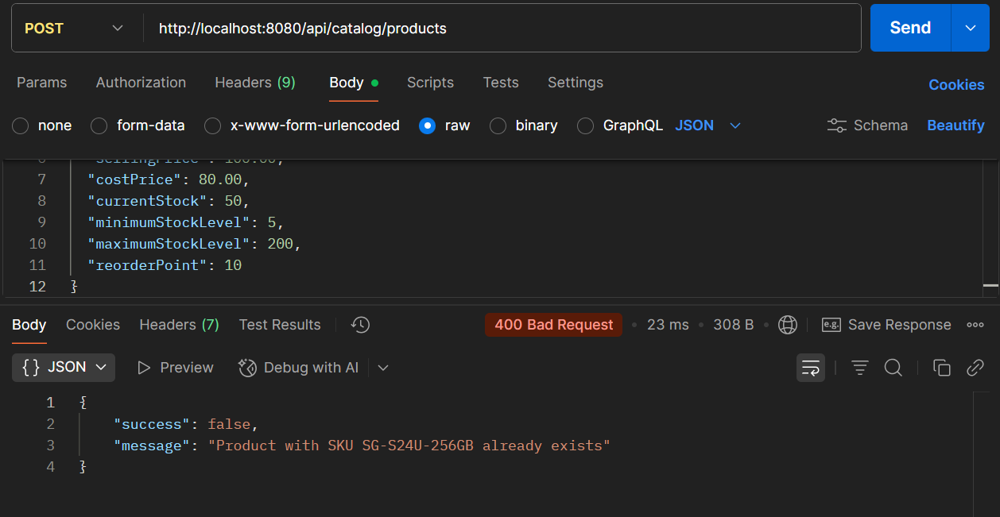 POST http://localhost:8080/api/catalog/products Send
Params Authorization Headers (9) Body Scripts Tests Settings Cookies
none form-data x-www-form-urlencoded raw binary GraphQL JSON Schema Beautify
6 "sellingPrice": 100.00,
7 "costPrice": 80.00,
8 "currentStock": 50,
9 "minimumStockLevel": 5,
10 "maximumStockLevel": 200,
11 "reorderPoint": 10
12 }
Body Cookies Headers (7) Test Results 400 Bad Request 23 ms 308 B e.g. Save Response
{} JSON Preview Debug with AI
1 {
2 "success": false,
3 "message": "Product with SKU SG-S24U-256GB already exists"
4 }